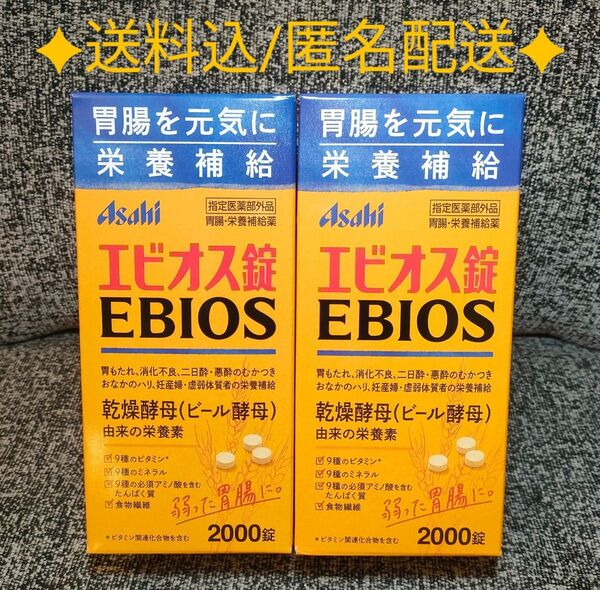 ✦送料込/匿名配送✦
胃腸を元気に
栄養補給
Asahi
指定医薬部外品
胃腸・栄養補給薬
エビオス錠
EBIOS
胃もたれ、消化不良、二日酔・悪酔のむかつき
おなかのハリ、妊産婦・虚弱体質者の栄養補給
乾燥酵母(ビール酵母)
由来の栄養素
9種のビタミン*
9種のミネラル
9種の必須アミノ酸を含む
たんぱく質
食物繊維
弱った胃腸に。
*ビタミン関連化合物を含む
2000錠
胃腸を元気に
栄養補給
Asahi
指定医薬部外品
胃腸・栄養補給薬
エビオス錠
EBIOS
胃もたれ、消化不良、二日酔・悪酔のむかつき
おなかのハリ、妊産婦・虚弱体質者の栄養補給
乾燥酵母(ビール酵母)
由来の栄養素
9種のビタミン*
9種のミネラル
9種の必須アミノ酸を含む
たんぱく質
食物繊維
弱った胃腸に。
*ビタミン関連化合物を含む
2000錠